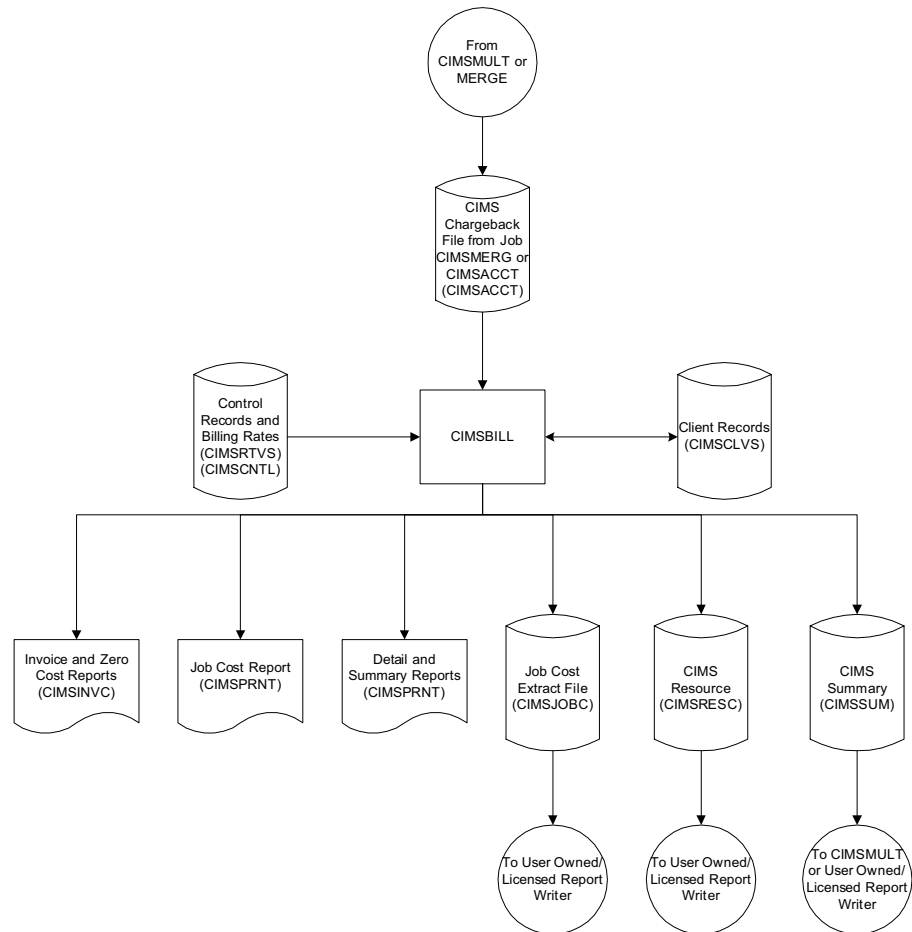 From
CIMSMULT or
MERGE
CIMS
Chargeback
File from Job
CIMSMERG or
CIMSACCT
(CIMSACCT)
Control
Records and
Billing Rates
(CIMSRTVS)
(CIMSCNTL)
CIMSBILL
Client Records
(CIMSCLVS)
Invoice and Zero
Cost Reports
(CIMSINVC)
Job Cost Report
(CIMSPRNT)
Detail and
Summary Reports
(CIMSPRNT)
Job Cost
Extract File
(CIMSJOBC)
CIMS
Resource
(CIMSRESC)
CIMS
Summary
(CIMSSUM)
To User Owned/
Licensed Report
Writer
To User Owned/
Licensed Report
Writer
To CIMSMULT
or User Owned/
Licensed Report
Writer